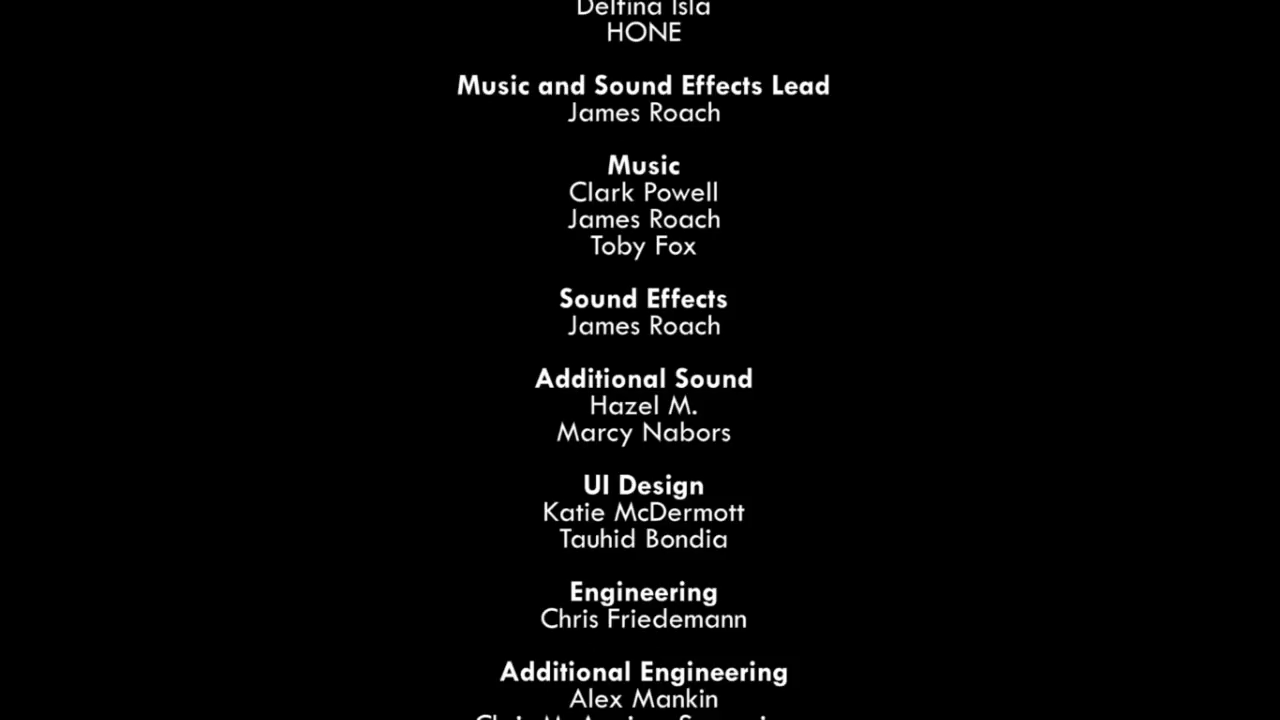 Delfina Isla
HONE
Music and Sound Effects Lead
James Roach
Music
Clark Powell
James Roach
Toby Fox
Sound Effects
James Roach
Additional Sound
Hazel M.
Marcy Nabors
UI Design
Katie McDermott
Tauhid Bondia
Engineering
Chris Friedemann
Additional Engineering
Alex Mankin